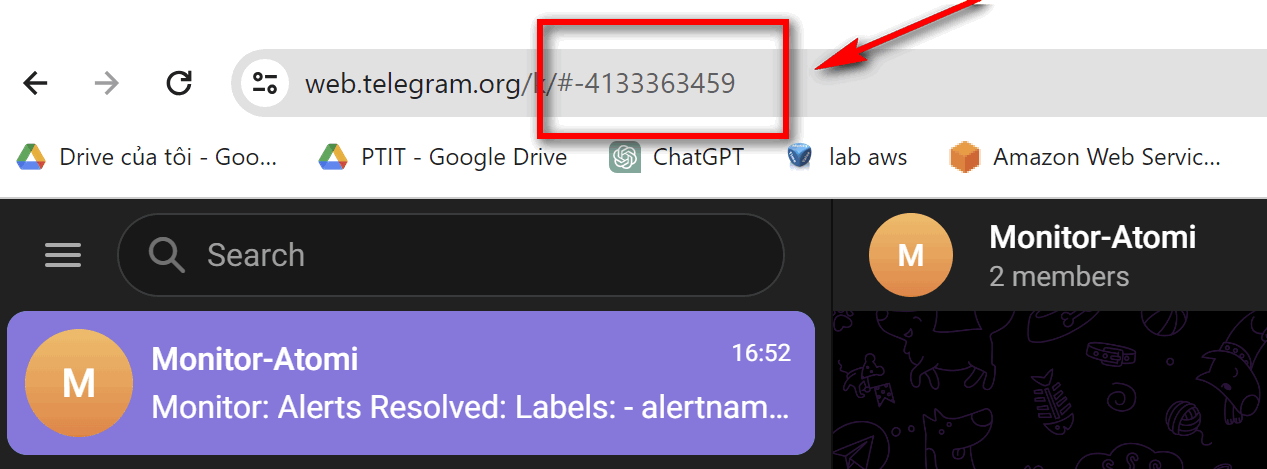 web.telegram.org/k/#-4133363459
Drive của tôi - Goo... PTIT - Google Drive ChatGPT lab aws Amazon Web Servic...
Search
M Monitor-Atomi
2 members
M Monitor-Atomi 16:52
Monitor: Alerts Resolved: Labels: - alertnam...